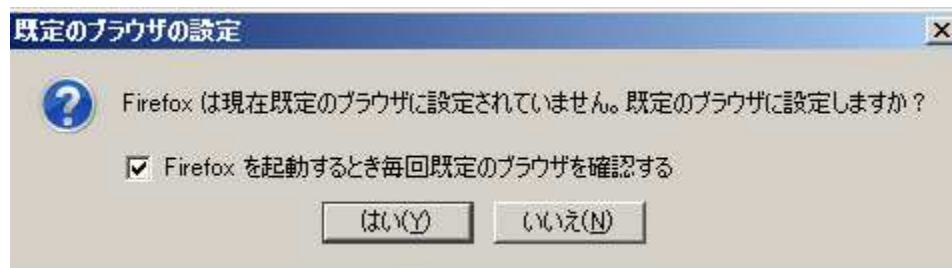 既定のブラウザの設定
Firefox は現在既定のブラウザに設定されていません。既定のブラウザに設定しますか?
Firefox を起動するとき毎回既定のブラウザを確認する
はい(Y) いいえ(N)